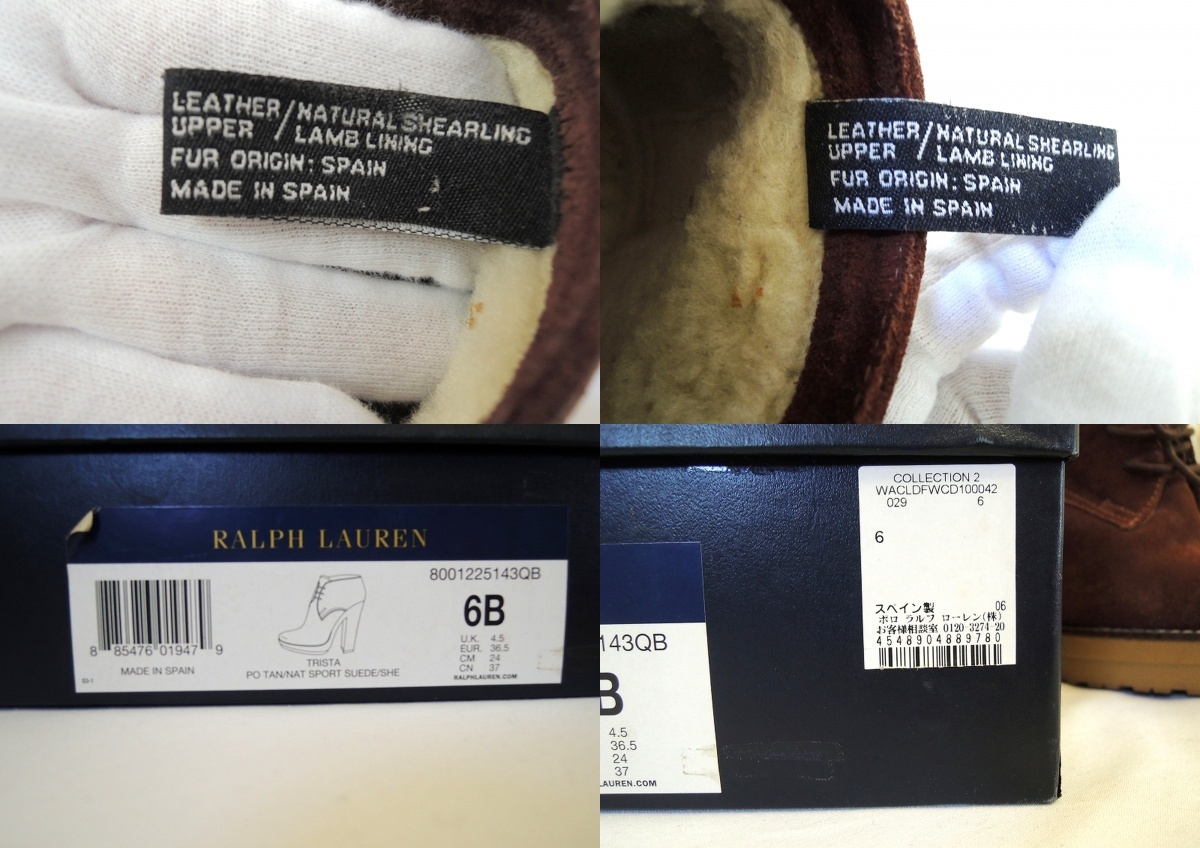 LEATHER/NATURAL SHEARLING
UPPER / LAMB LINING
FUR ORIGIN: SPAIN
MADE IN SPAIN
LEATHER/NATURAL SHEARLING
UPPER / LAMB LINING
FUR ORIGIN: SPAIN
MADE IN SPAIN
RALPH LAUREN
8001225143QB
6B
U.K. 4.5
EUR. 36.5
CM 24
CN 37
RALPHLAUREN.COM
8 85476 01947 9
MADE IN SPAIN
TRISTA
PO TAN/NAT SPORT SUEDE/SHE
COLLECTION 2
WACLDFWCD100042
029 6
6
スペイン製 06
ポロ ラルフ ローレン(株)
お客様相談室 0120-3274-20
4548904889780
5143QB
B
4.5
36.5
24
37
LAUREN.COM